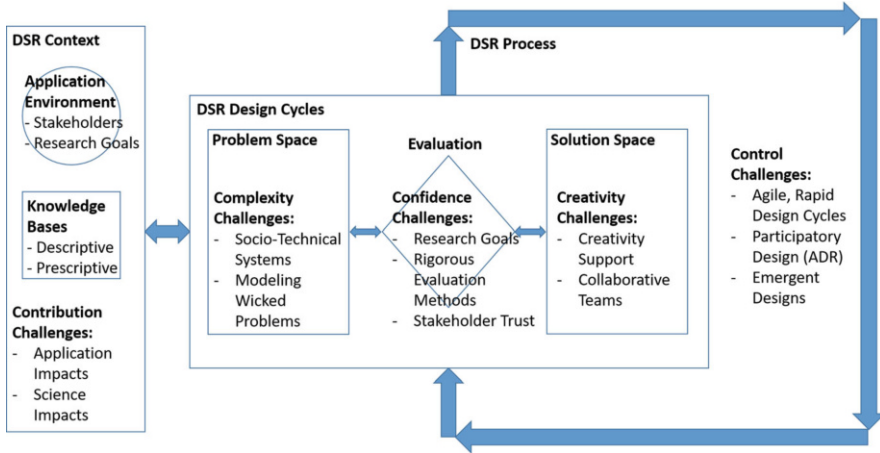 DSR Context
Application
Environment
- Stakeholders
- Research Goals
Knowledge
Bases
- Descriptive
- Prescriptive
Contribution
Challenges:
- Application
Impacts
- Science
Impacts
DSR Process
DSR Design Cycles
Problem Space
Complexity
Challenges:
- Socio-Technical
Systems
- Modeling
Wicked
Problems
Evaluation
Confidence
Challenges:
- Research Goals
- Rigorous
Evaluation
Methods
- Stakeholder Trust
Solution Space
Creativity
Challenges:
- Creativity
Support
- Collaborative
Teams
Control
Challenges:
- Agile, Rapid
Design Cycles
- Participatory
Design (ADR)
- Emergent
Designs